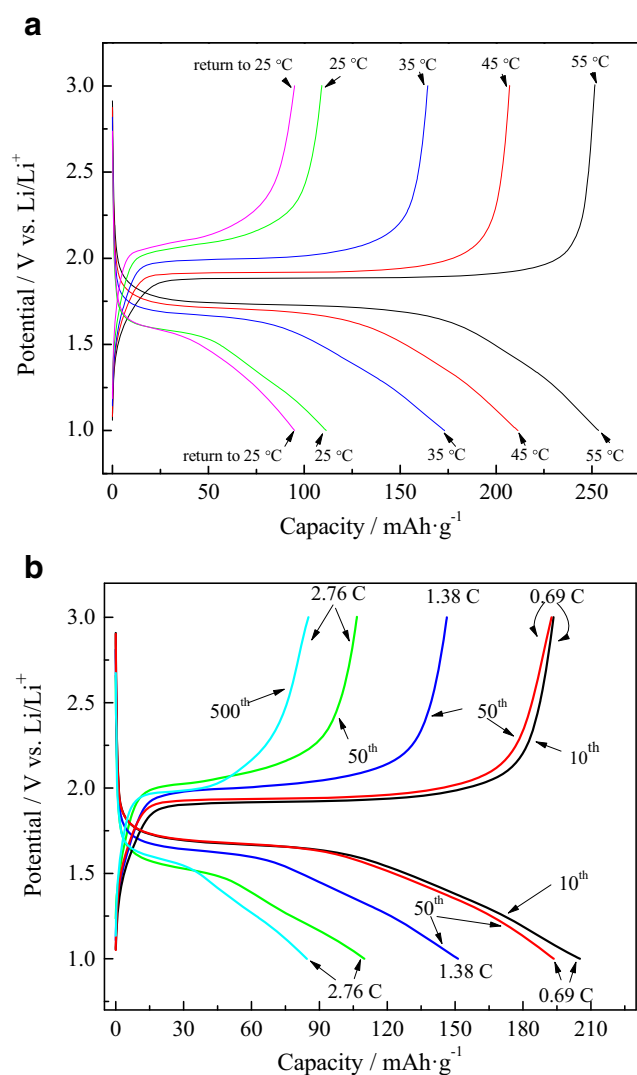 a
return to 25 °C
25 °C
35 °C
45 °C
55 °C
3.0
2.5
2.0
1.5
1.0
Potential / V vs. Li/Li⁺
return to 25 °C
25 °C
35 °C
45 °C
55 °C
0
50
100
150
200
250
Capacity / mAh·g⁻¹
b
2.76 C
1.38 C
0.69 C
3.0
2.5
2.0
1.5
1.0
Potential / V vs. Li/Li⁺
500ᵗʰ
50ᵗʰ
50ᵗʰ
10ᵗʰ
10ᵗʰ
50ᵗʰ
2.76 C
1.38 C
0.69 C
0
30
60
90
120
150
180
210
Capacity / mAh·g⁻¹